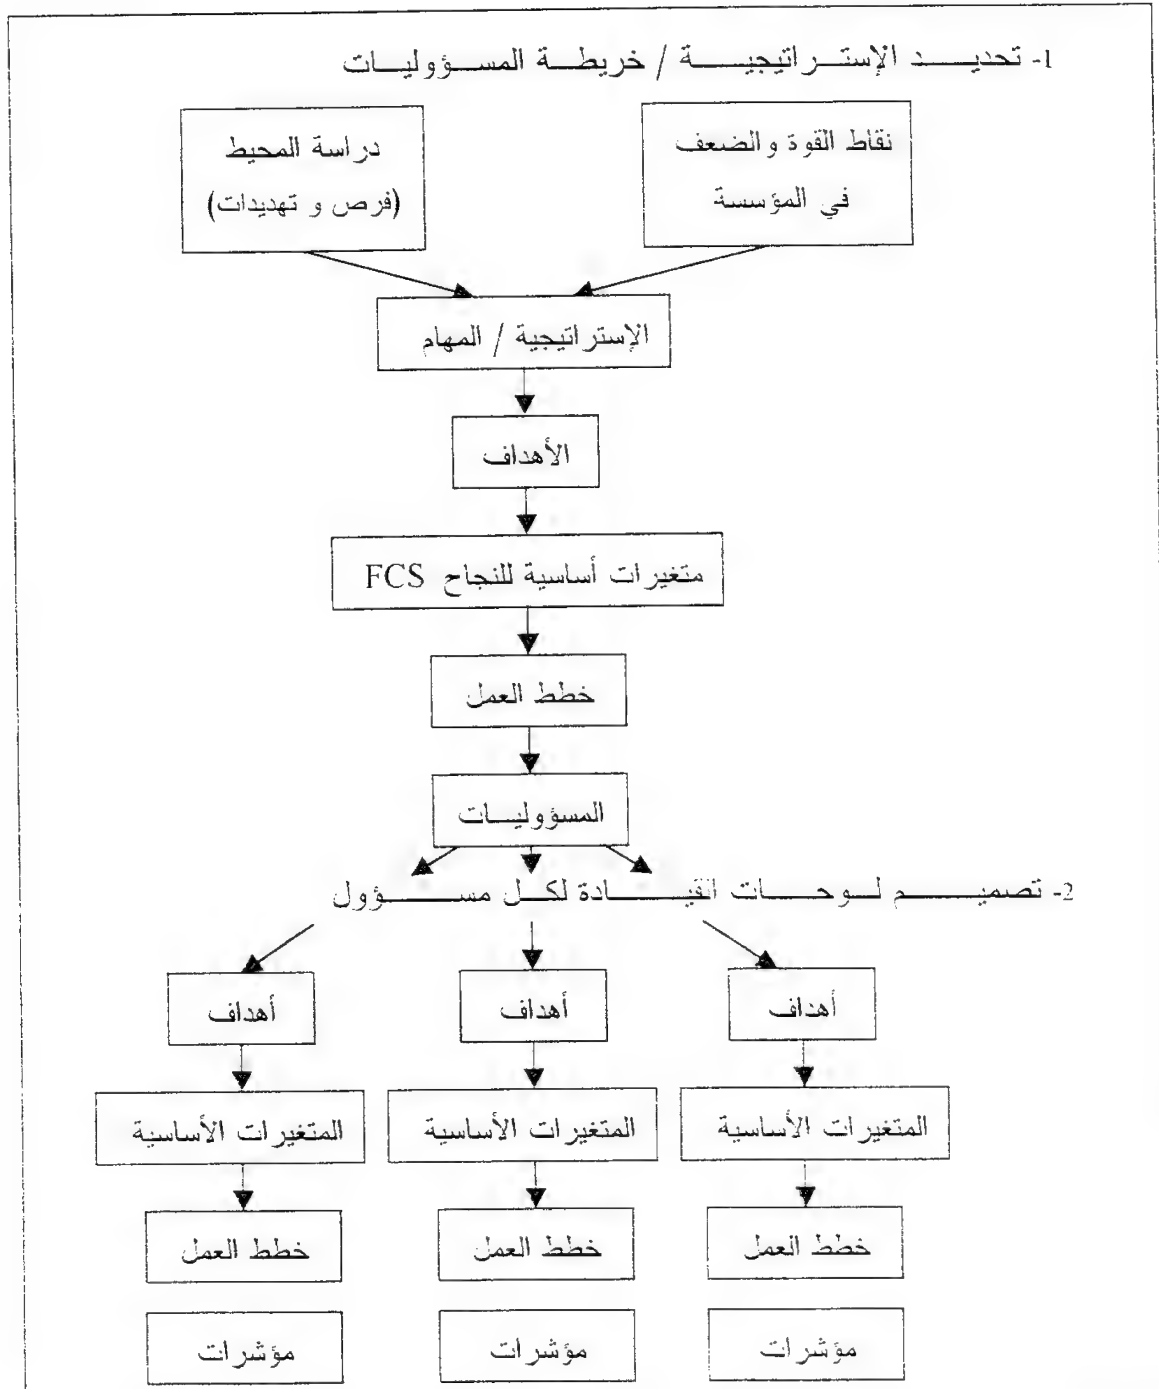 1- تحديد الإستراتيجية / خريطة المسؤوليات
نقاط القوة والضعف
في المؤسسة
دراسة المحيط
(فرص و تهديدات)
الإستراتيجية / المهام
الأهداف
متغيرات أساسية للنجاح FCS
خطط العمل
المسؤوليات
2- تصميم لوحات القيادة لكل مسؤول
أهداف
أهداف
أهداف
المتغيرات الأساسية
المتغيرات الأساسية
المتغيرات الأساسية
خطط العمل
خطط العمل
خطط العمل
مؤشرات
مؤشرات
مؤشرات